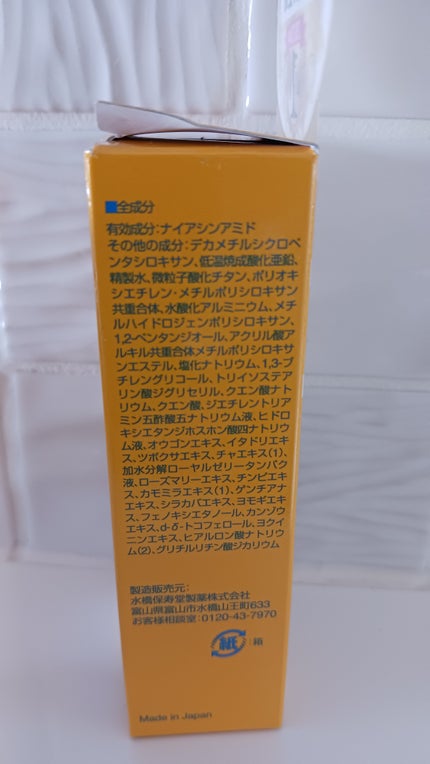 ■全成分
有効成分:ナイアシンアミド
その他の成分:デカメチルシクロペ
ンタシロキサン、低温焼成酸化亜鉛、
精製水、微粒子酸化チタン、ポリオキ
シエチレン・メチルポリシロキサン
共重合体、水酸化アルミニウム、メチ
ルハイドロジェンポリシロキサン、
1,2-ペンタンジオール、アクリル酸ア
ルキル共重合体メチルポリシロキサ
ンエステル、塩化ナトリウム、1,3-ブ
チレングリコール、トリイソステア
リン酸ジグリセリル、クエン酸ナト
リウム、クエン酸、ジエチレントリア
ミン五酢酸五ナトリウム液、ヒドロ
キシエタンジホスホン酸四ナトリウ
ム液、オウゴンエキス、イタドリエキ
ス、ツボクサエキス、チャエキス(1)、
加水分解ローヤルゼリータンパク
液、ローズマリーエキス、チンピエキ
ス、カモミラエキス(1)、ゲンチアナ
エキス、シラカバエキス、ヨモギエキ
ス、フェノキシエタノール、カンゾウ
エキス、d-δ-トコフェロール、ヨクイ
ニンエキス、ヒアルロン酸ナトリウ
ム(2)、グリチルリチン酸ジカリウム
製造販売元:
水橋保寿堂製薬株式会社
富山県富山市水橋山王町633
お客様相談室:0120-43-7970
紙 :箱
Made in Japan